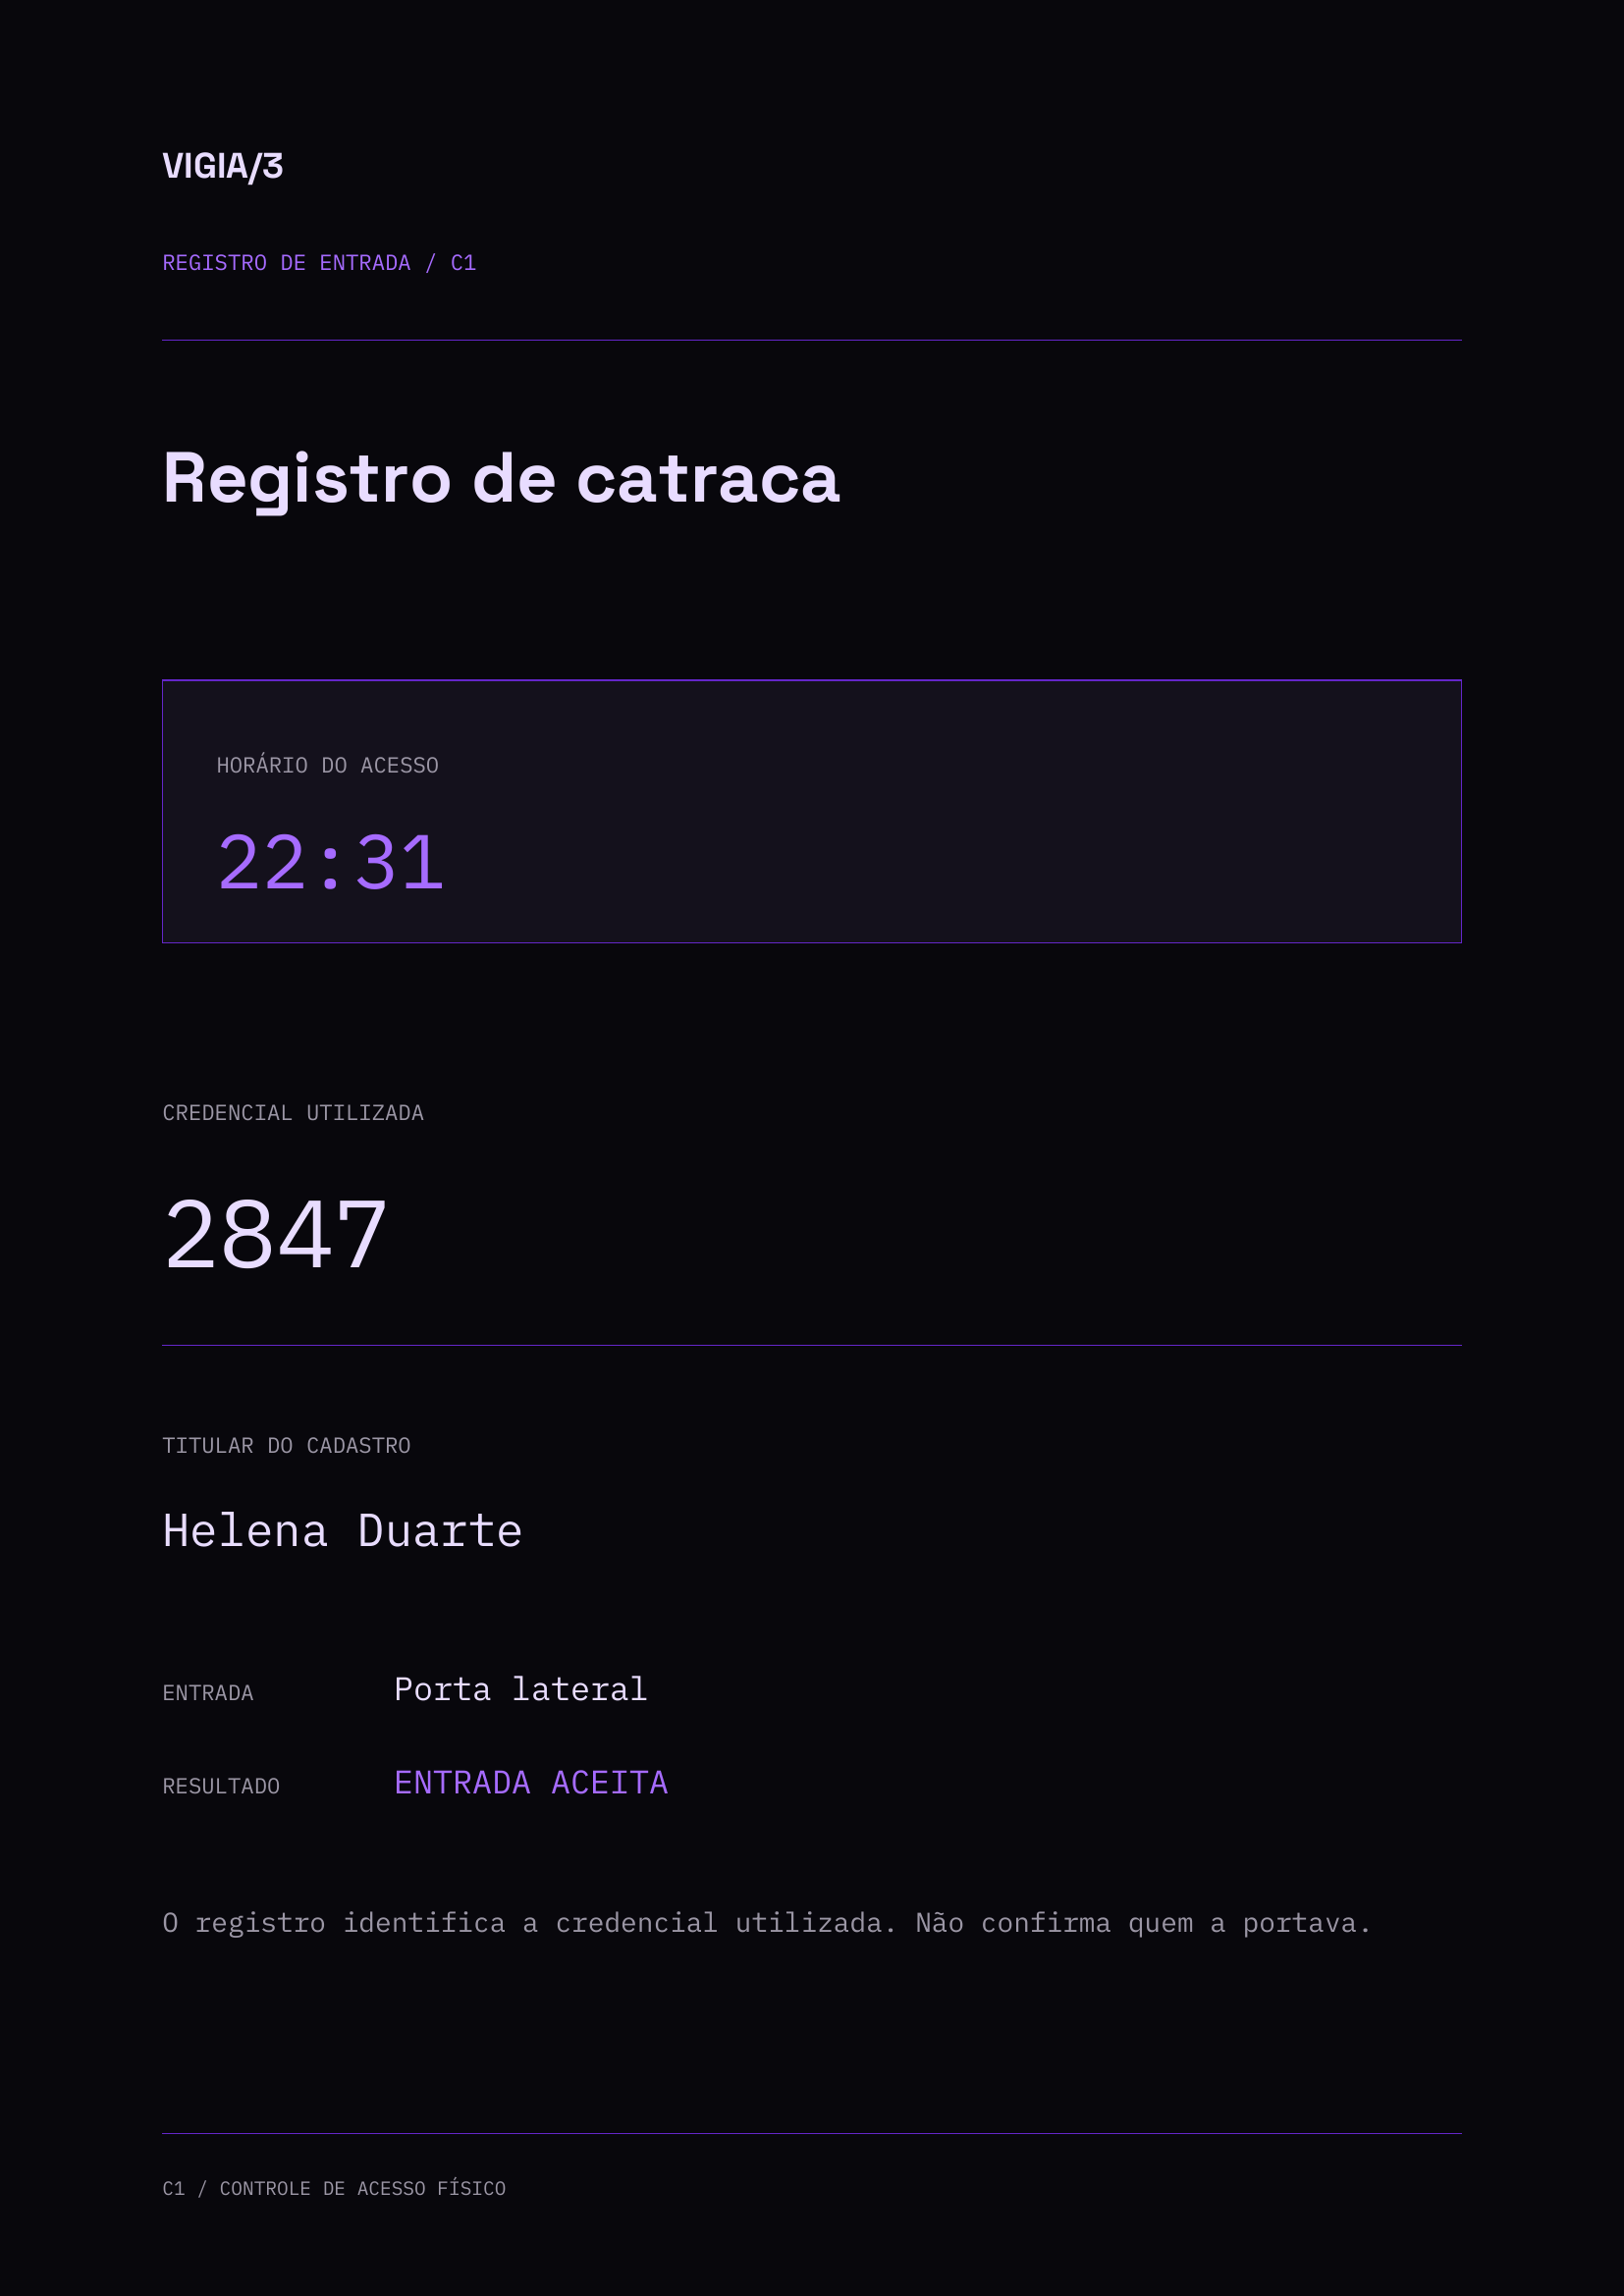 VIGIA/3
REGISTRO DE ENTRADA / C1
Registro de catraca
HORÁRIO DO ACESSO
22:31
CREDENCIAL UTILIZADA
2847
TITULAR DO CADASTRO
Helena Duarte
ENTRADA Porta lateral
RESULTADO ENTRADA ACEITA
O registro identifica a credencial utilizada. Não confirma quem a portava.
C1 / CONTROLE DE ACESSO FÍSICO